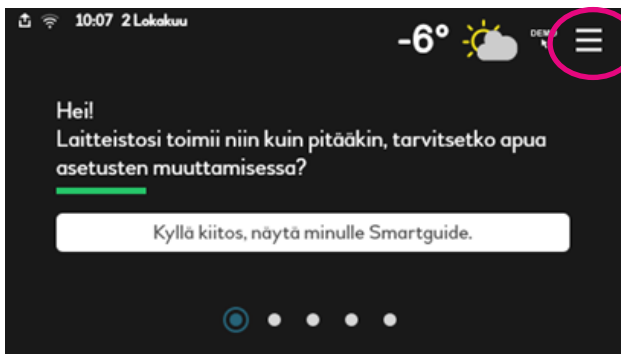 10:07 2 Lokakuu
-6° DEMO
Hei!
Laitteistosi toimii niin kuin pitääkin, tarvitsetko apua
asetusten muuttamisessa?
Kyllä kiitos, näytä minulle Smartguide.